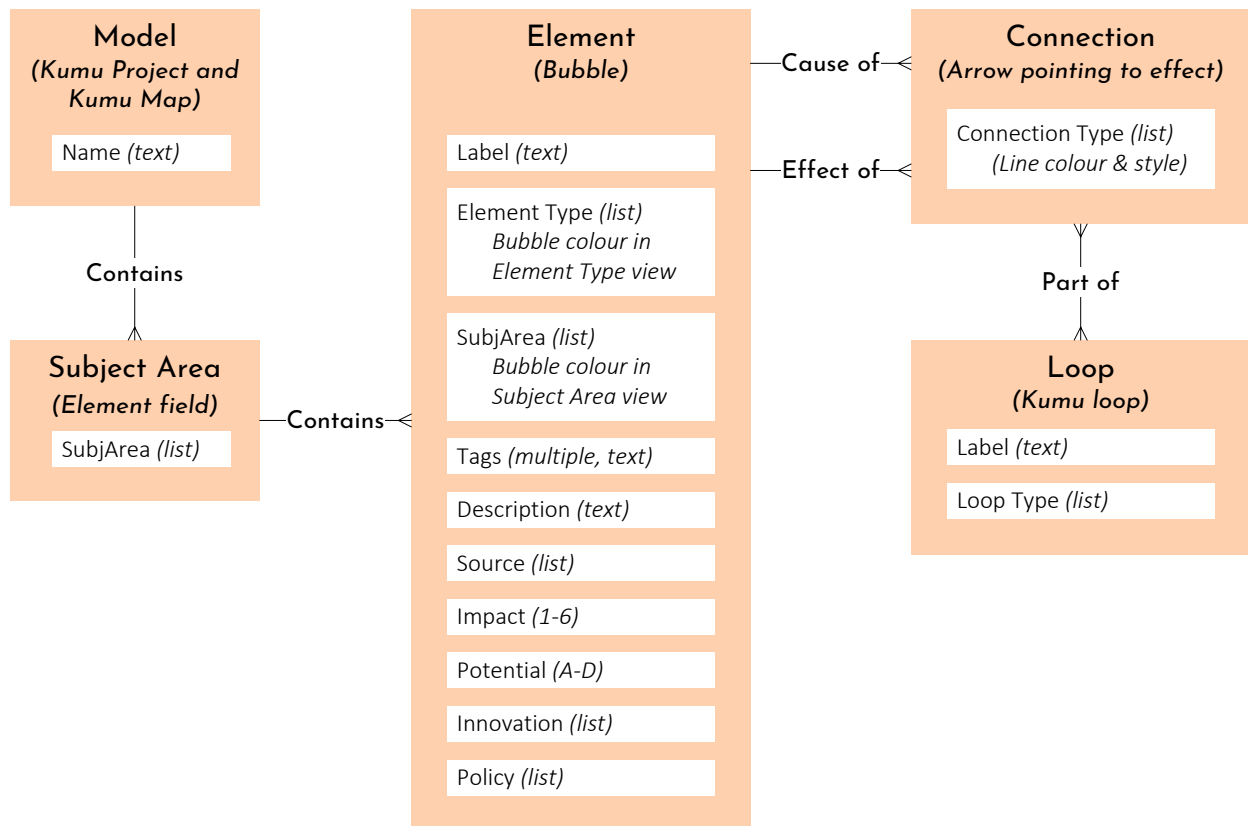 Model
(Kumu Project and
Kumu Map)
Name (text)
Contains
Subject Area
(Element field)
SubjArea (list)
Contains
Element
(Bubble)
Label (text)
Element Type (list)
Bubble colour in
Element Type view
SubjArea (list)
Bubble colour in
Subject Area view
Tags (multiple, text)
Description (text)
Source (list)
Impact (1-6)
Potential (A-D)
Innovation (list)
Policy (list)
Cause of
Effect of
Connection
(Arrow pointing to effect)
Connection Type (list)
(Line colour & style)
Part of
Loop
(Kumu loop)
Label (text)
Loop Type (list)